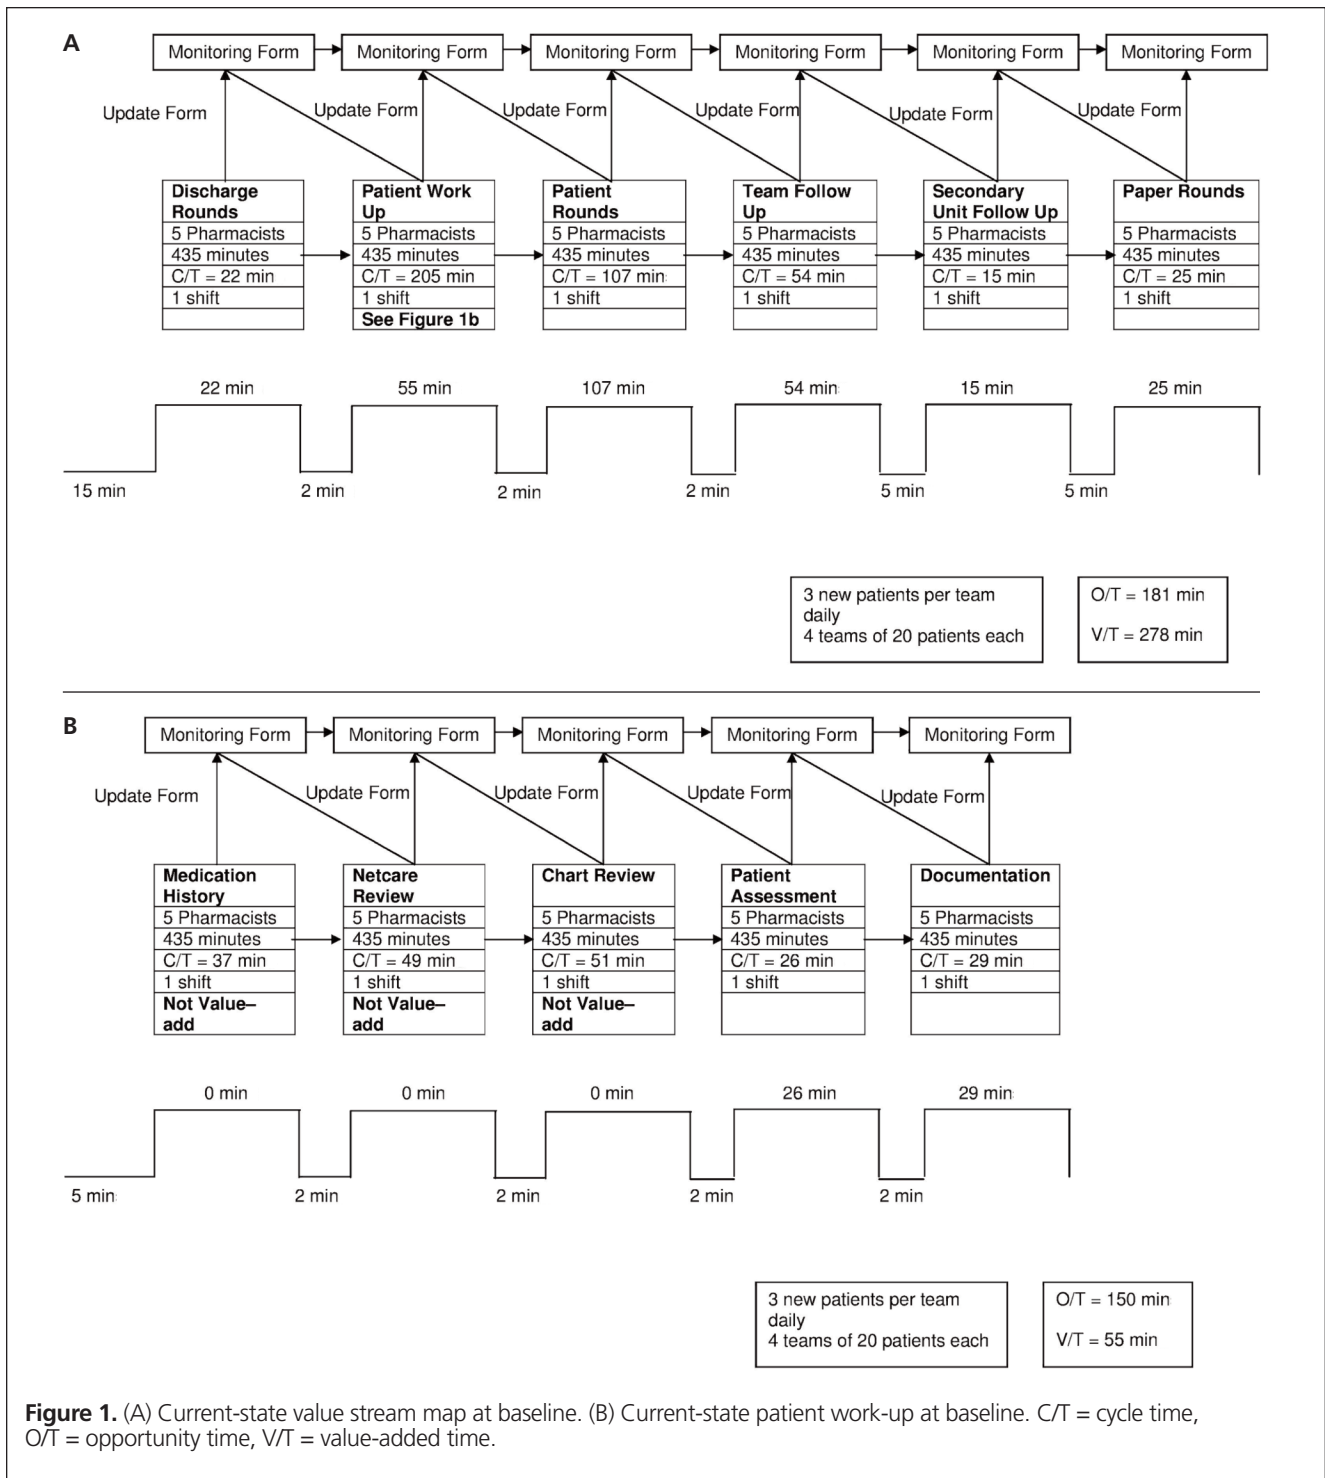 A
Monitoring Form
Monitoring Form
Monitoring Form
Monitoring Form
Monitoring Form
Monitoring Form
Update Form
Update Form
Update Form
Update Form
Update Form
Update Form
Discharge
Rounds
5 Pharmacists
435 minutes
C/T = 22 min
1 shift
Patient Work
Up
5 Pharmacists
435 minutes
C/T = 205 min
1 shift
See Figure 1b
Patient
Rounds
5 Pharmacists
435 minutes
C/T = 107 min
1 shift
Team Follow
Up
5 Pharmacists
435 minutes
C/T = 54 min
1 shift
Secondary
Unit Follow Up
5 Pharmacists
435 minutes
C/T = 15 min
1 shift
Paper Rounds
5 Pharmacists
435 minutes
C/T = 25 min
1 shift
22 min
55 min
107 min
54 min
15 min
25 min
15 min
2 min
2 min
2 min
5 min
5 min
3 new patients per team
daily
4 teams of 20 patients each
O/T = 181 min
V/T = 278 min
B
Monitoring Form
Monitoring Form
Monitoring Form
Monitoring Form
Monitoring Form
Update Form
Update Form
Update Form
Update Form
Update Form
Medication
History
5 Pharmacists
435 minutes
C/T = 37 min
1 shift
Not Value–
add
Netcare
Review
5 Pharmacists
435 minutes
C/T = 49 min
1 shift
Not Value–
add
Chart Review
5 Pharmacists
435 minutes
C/T = 51 min
1 shift
Not Value–
add
Patient
Assessment
5 Pharmacists
435 minutes
C/T = 26 min
1 shift
Documentation
5 Pharmacists
435 minutes
C/T = 29 min
1 shift
0 min
0 min
0 min
26 min
29 min
5 min
2 min
2 min
2 min
2 min
3 new patients per team
daily
4 teams of 20 patients each
O/T = 150 min
V/T = 55 min
Figure 1. (A) Current-state value stream map at baseline. (B) Current-state patient work-up at baseline. C/T = cycle time,
O/T = opportunity time, V/T = value-added time.